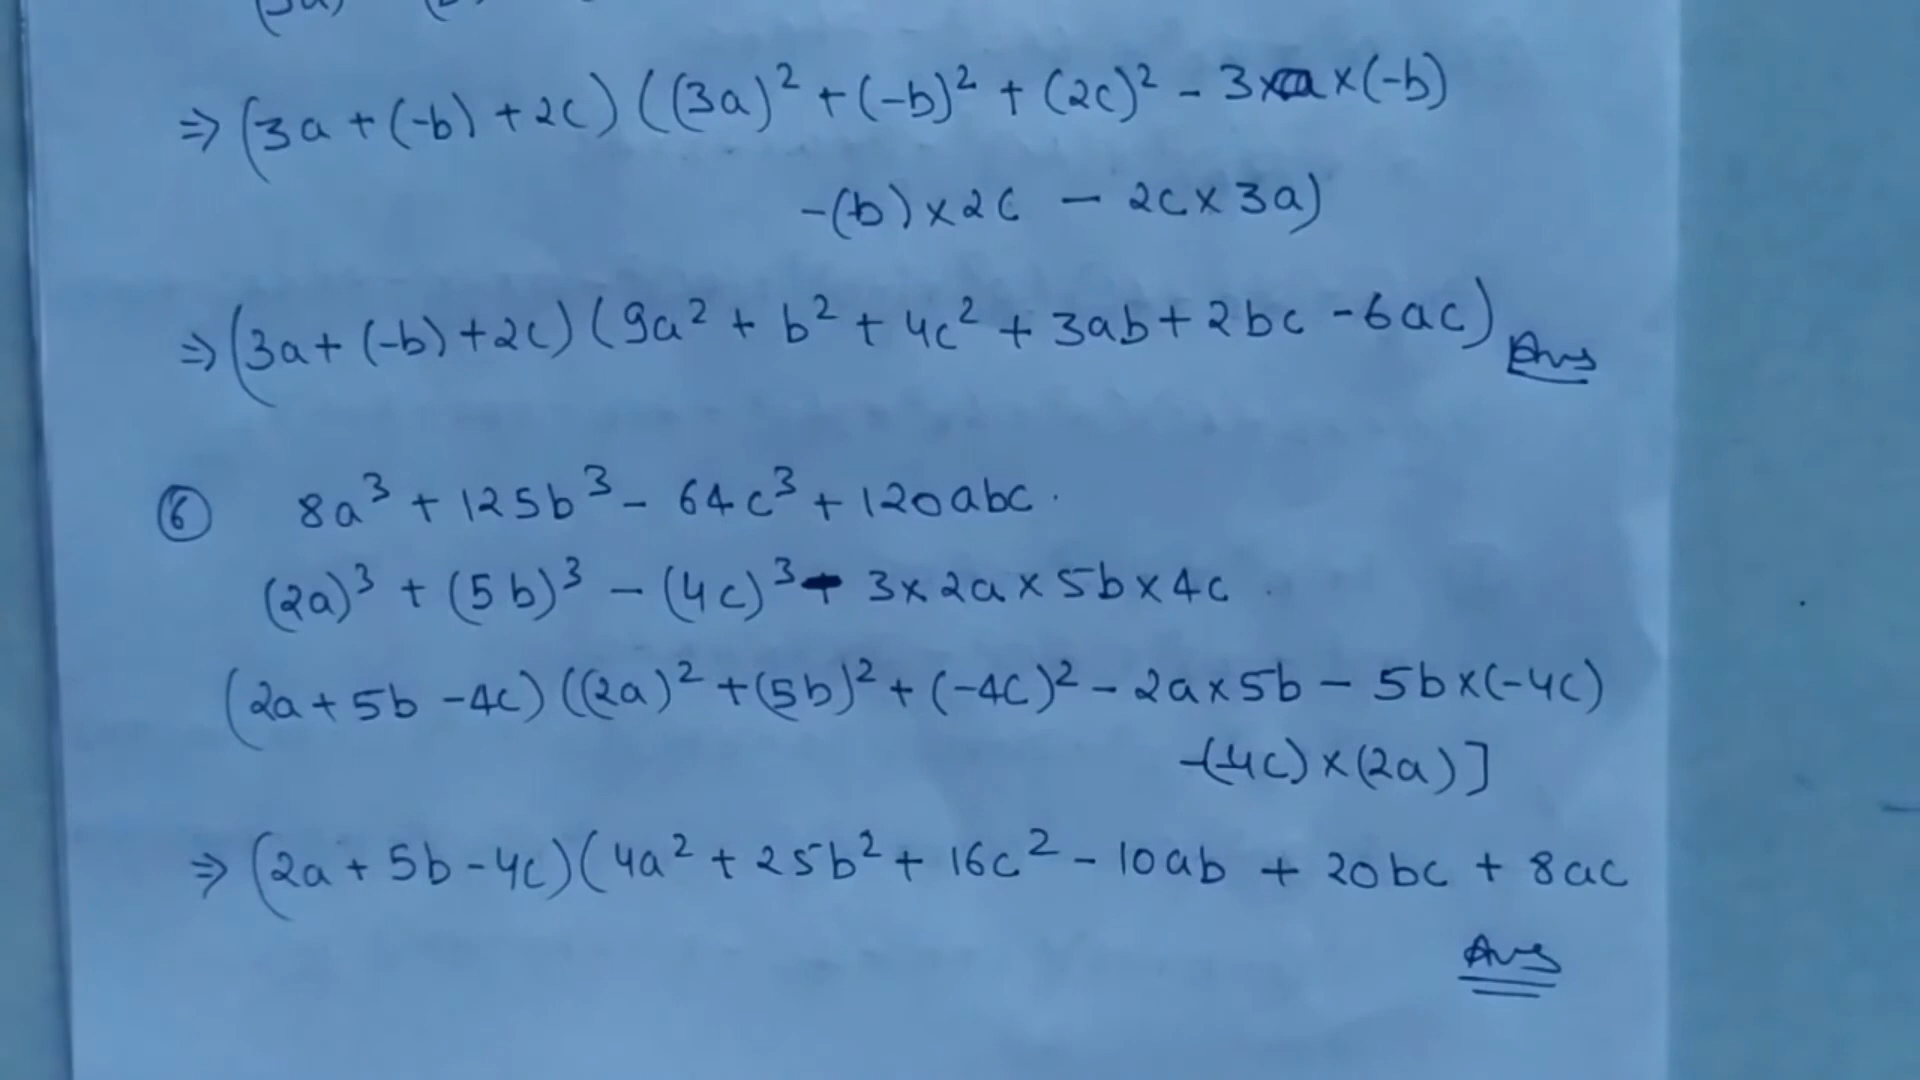 ⇒ (3a + (-b) + 2c) ((3a)² + (-b)² + (2c)² - 3×a × (-b)
-(b) × 2c - 2c × 3a)
⇒ (3a + (-b) + 2c) (9a² + b² + 4c² + 3ab + 2bc - 6ac) Ans
⑥ 8a³ + 125b³ - 64c³ + 120abc.
(2a)³ + (5b)³ - (4c)³ + 3 × 2a × 5b × 4c
(2a + 5b - 4c) ((2a)² + (5b)² + (-4c)² - 2a × 5b - 5b × (-4c)
-(-4c) × (2a)]
⇒ (2a + 5b - 4c) (4a² + 25b² + 16c² - 10ab + 20bc + 8ac
Ans